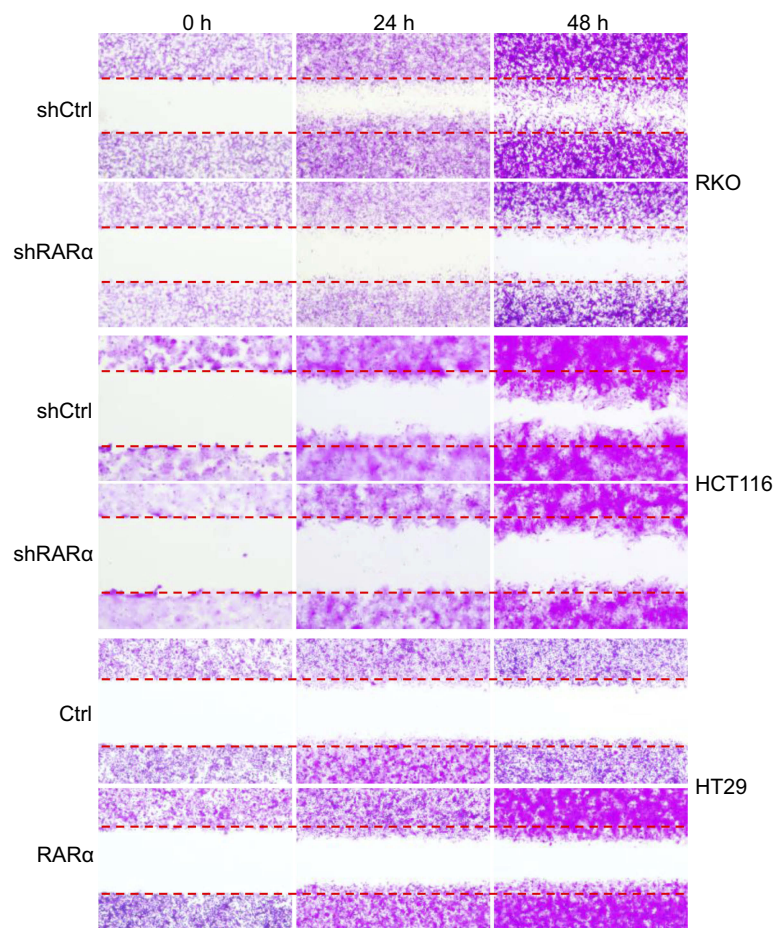 0 h 24 h 48 h
shCtrl
RKO
shRARα
shCtrl
HCT116
shRARα
Ctrl
HT29
RARα